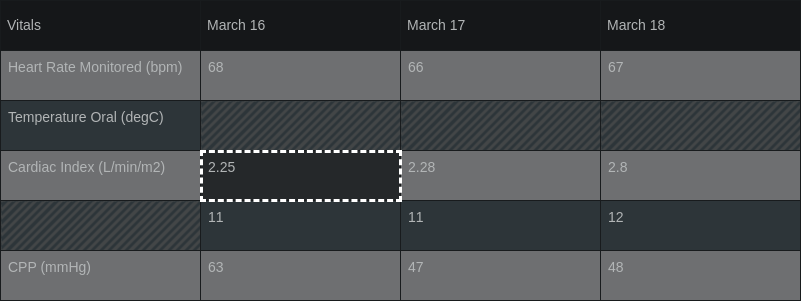 Vitals March 16 March 17 March 18
Heart Rate Monitored (bpm) 68 66 67
Temperature Oral (degC)
Cardiac Index (L/min/m2) 2.25 2.28 2.8
11 11 12
CPP (mmHg) 63 47 48